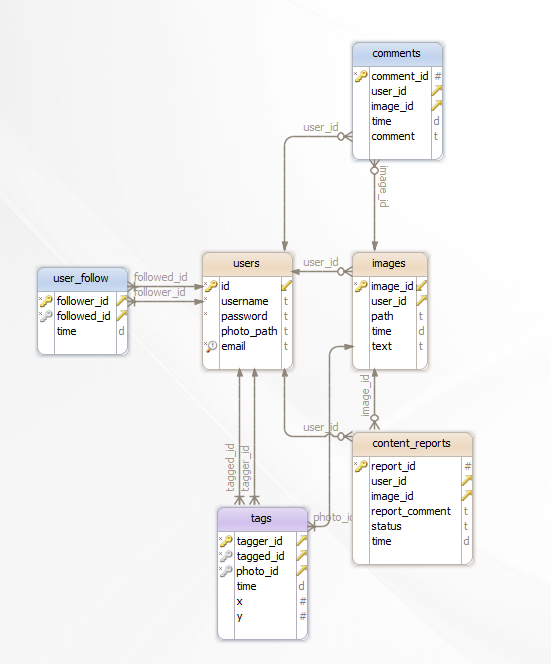 comments
comment_id #
user_id
image_id
time d
comment t
user_id
image_id
users
id
username t
password t
photo_path t
email t
user_id
images
image_id
user_id
path t
time d
text t
user_follow
follower_id
followed_id
time d
followed_id
follower_id
image_id
user_id
content_reports
report_id #
user_id
image_id
report_comment t
status t
time d
tagged_id
tagger_id
photo_id
tags
tagger_id
tagged_id
photo_id
time d
x #
y #